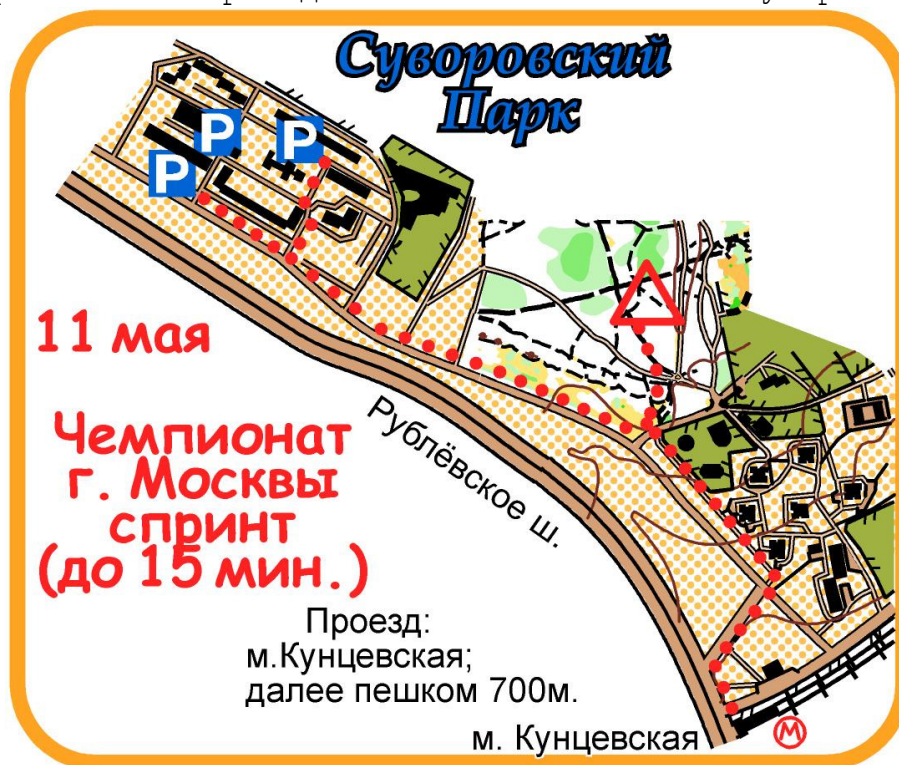 Суворовский
Парк
P
P
P
11 мая
Чемпионат
г. Москвы
спринт
(до 15 мин.)
Рублёвское ш.
Проезд:
м.Кунцевская;
далее пешком 700м.
м. Кунцевская
М